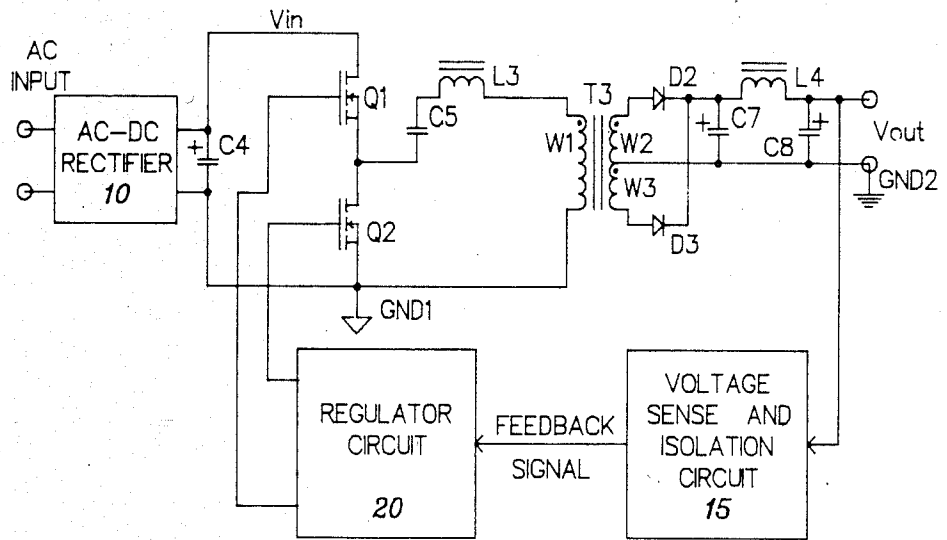 Vin
AC
INPUT
AC-DC
RECTIFIER
10
+
C4
Q1
Q2
C5
L3
T3
W1
W2
W3
D2
D3
+
C7
L4
+
C8
Vout
GND2
GND1
REGULATOR
CIRCUIT
20
FEEDBACK
SIGNAL
VOLTAGE
SENSE AND
ISOLATION
CIRCUIT
15